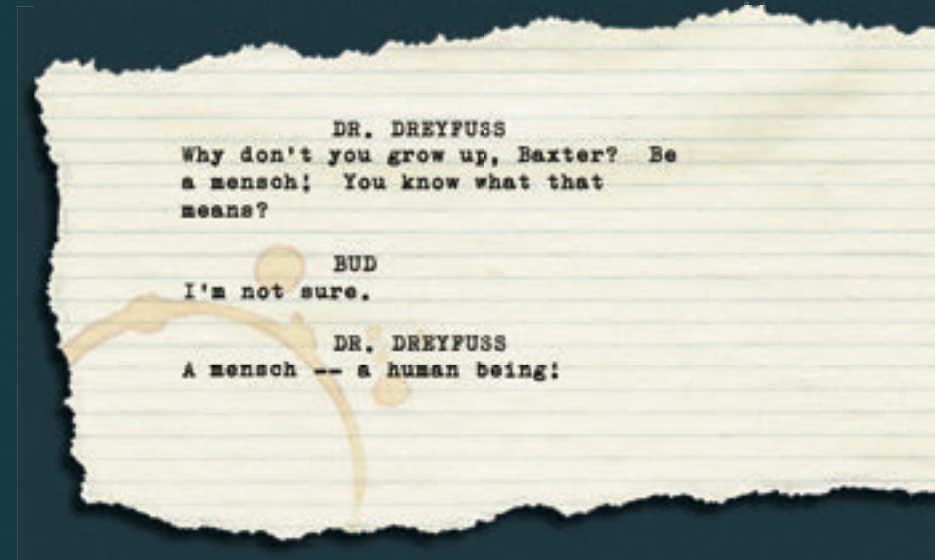 DR. DREYFUSS
Why don't you grow up, Baxter?  Be
a mensch!  You know what that
means?
BUD
I'm not sure.
DR. DREYFUSS
A mensch -- a human being!